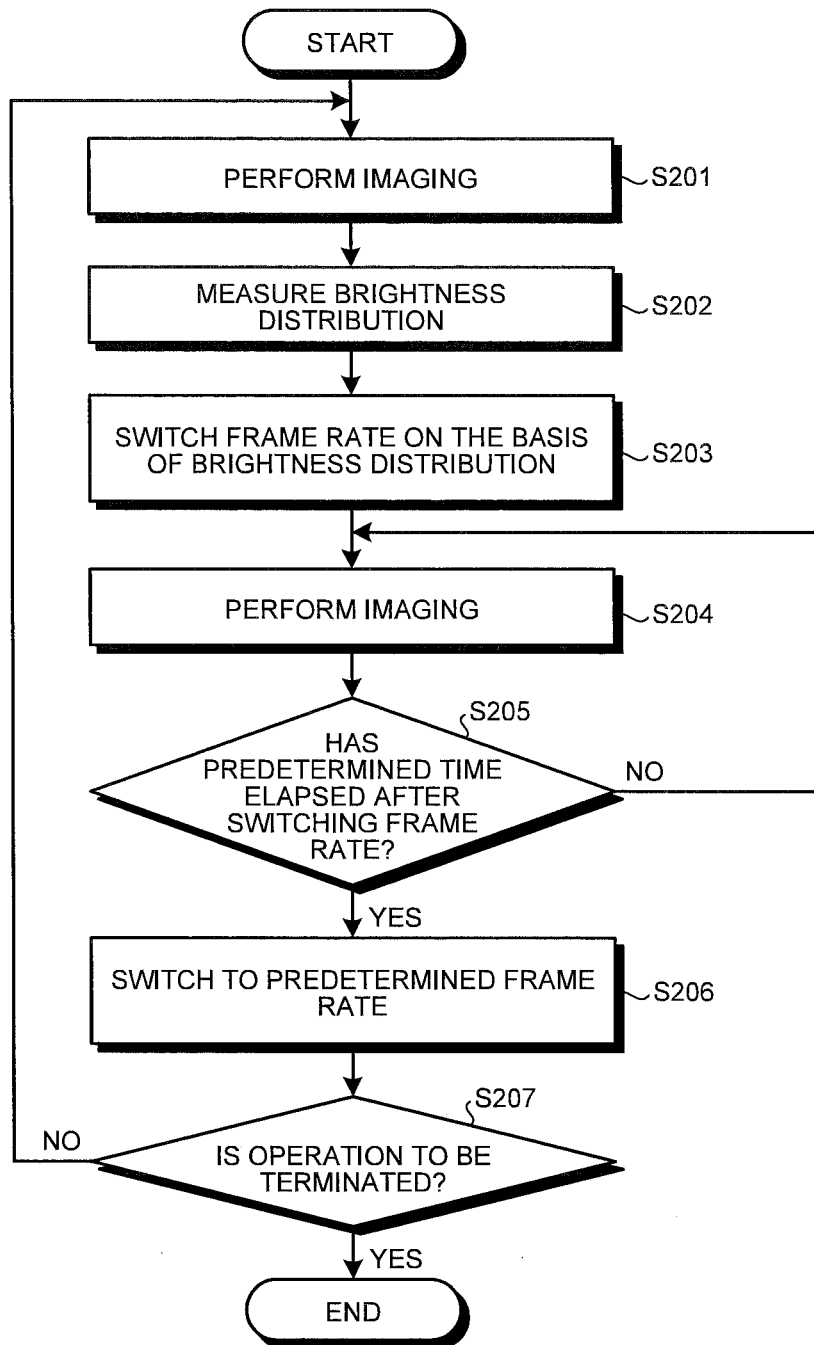 START
PERFORM IMAGING
S201
MEASURE BRIGHTNESS
DISTRIBUTION
S202
SWITCH FRAME RATE ON THE BASIS
OF BRIGHTNESS DISTRIBUTION
S203
PERFORM IMAGING
S204
S205
HAS
PREDETERMINED TIME
ELAPSED AFTER
SWITCHING FRAME
RATE?
NO
YES
SWITCH TO PREDETERMINED FRAME
RATE
S206
S207
NO
IS OPERATION TO BE
TERMINATED?
YES
END